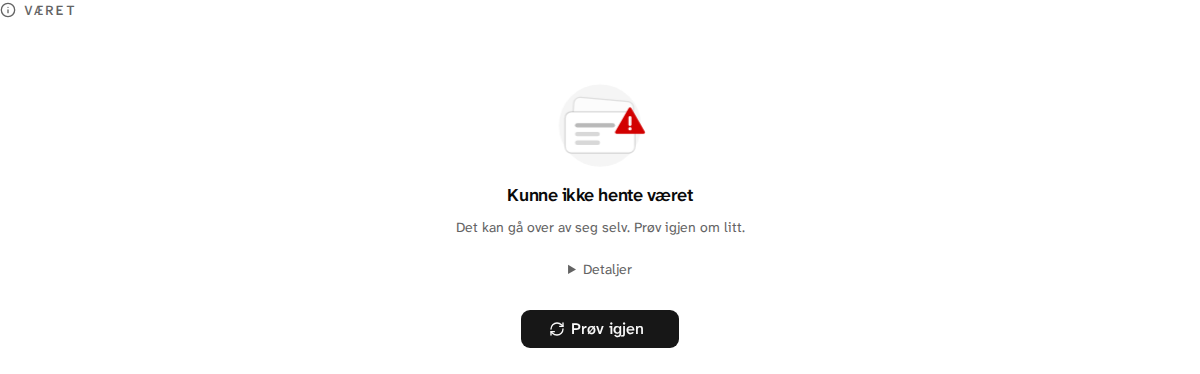 VÆRET
Kunne ikke hente været
Det kan gå over av seg selv. Prøv igjen om litt.
Detaljer
Prøv igjen